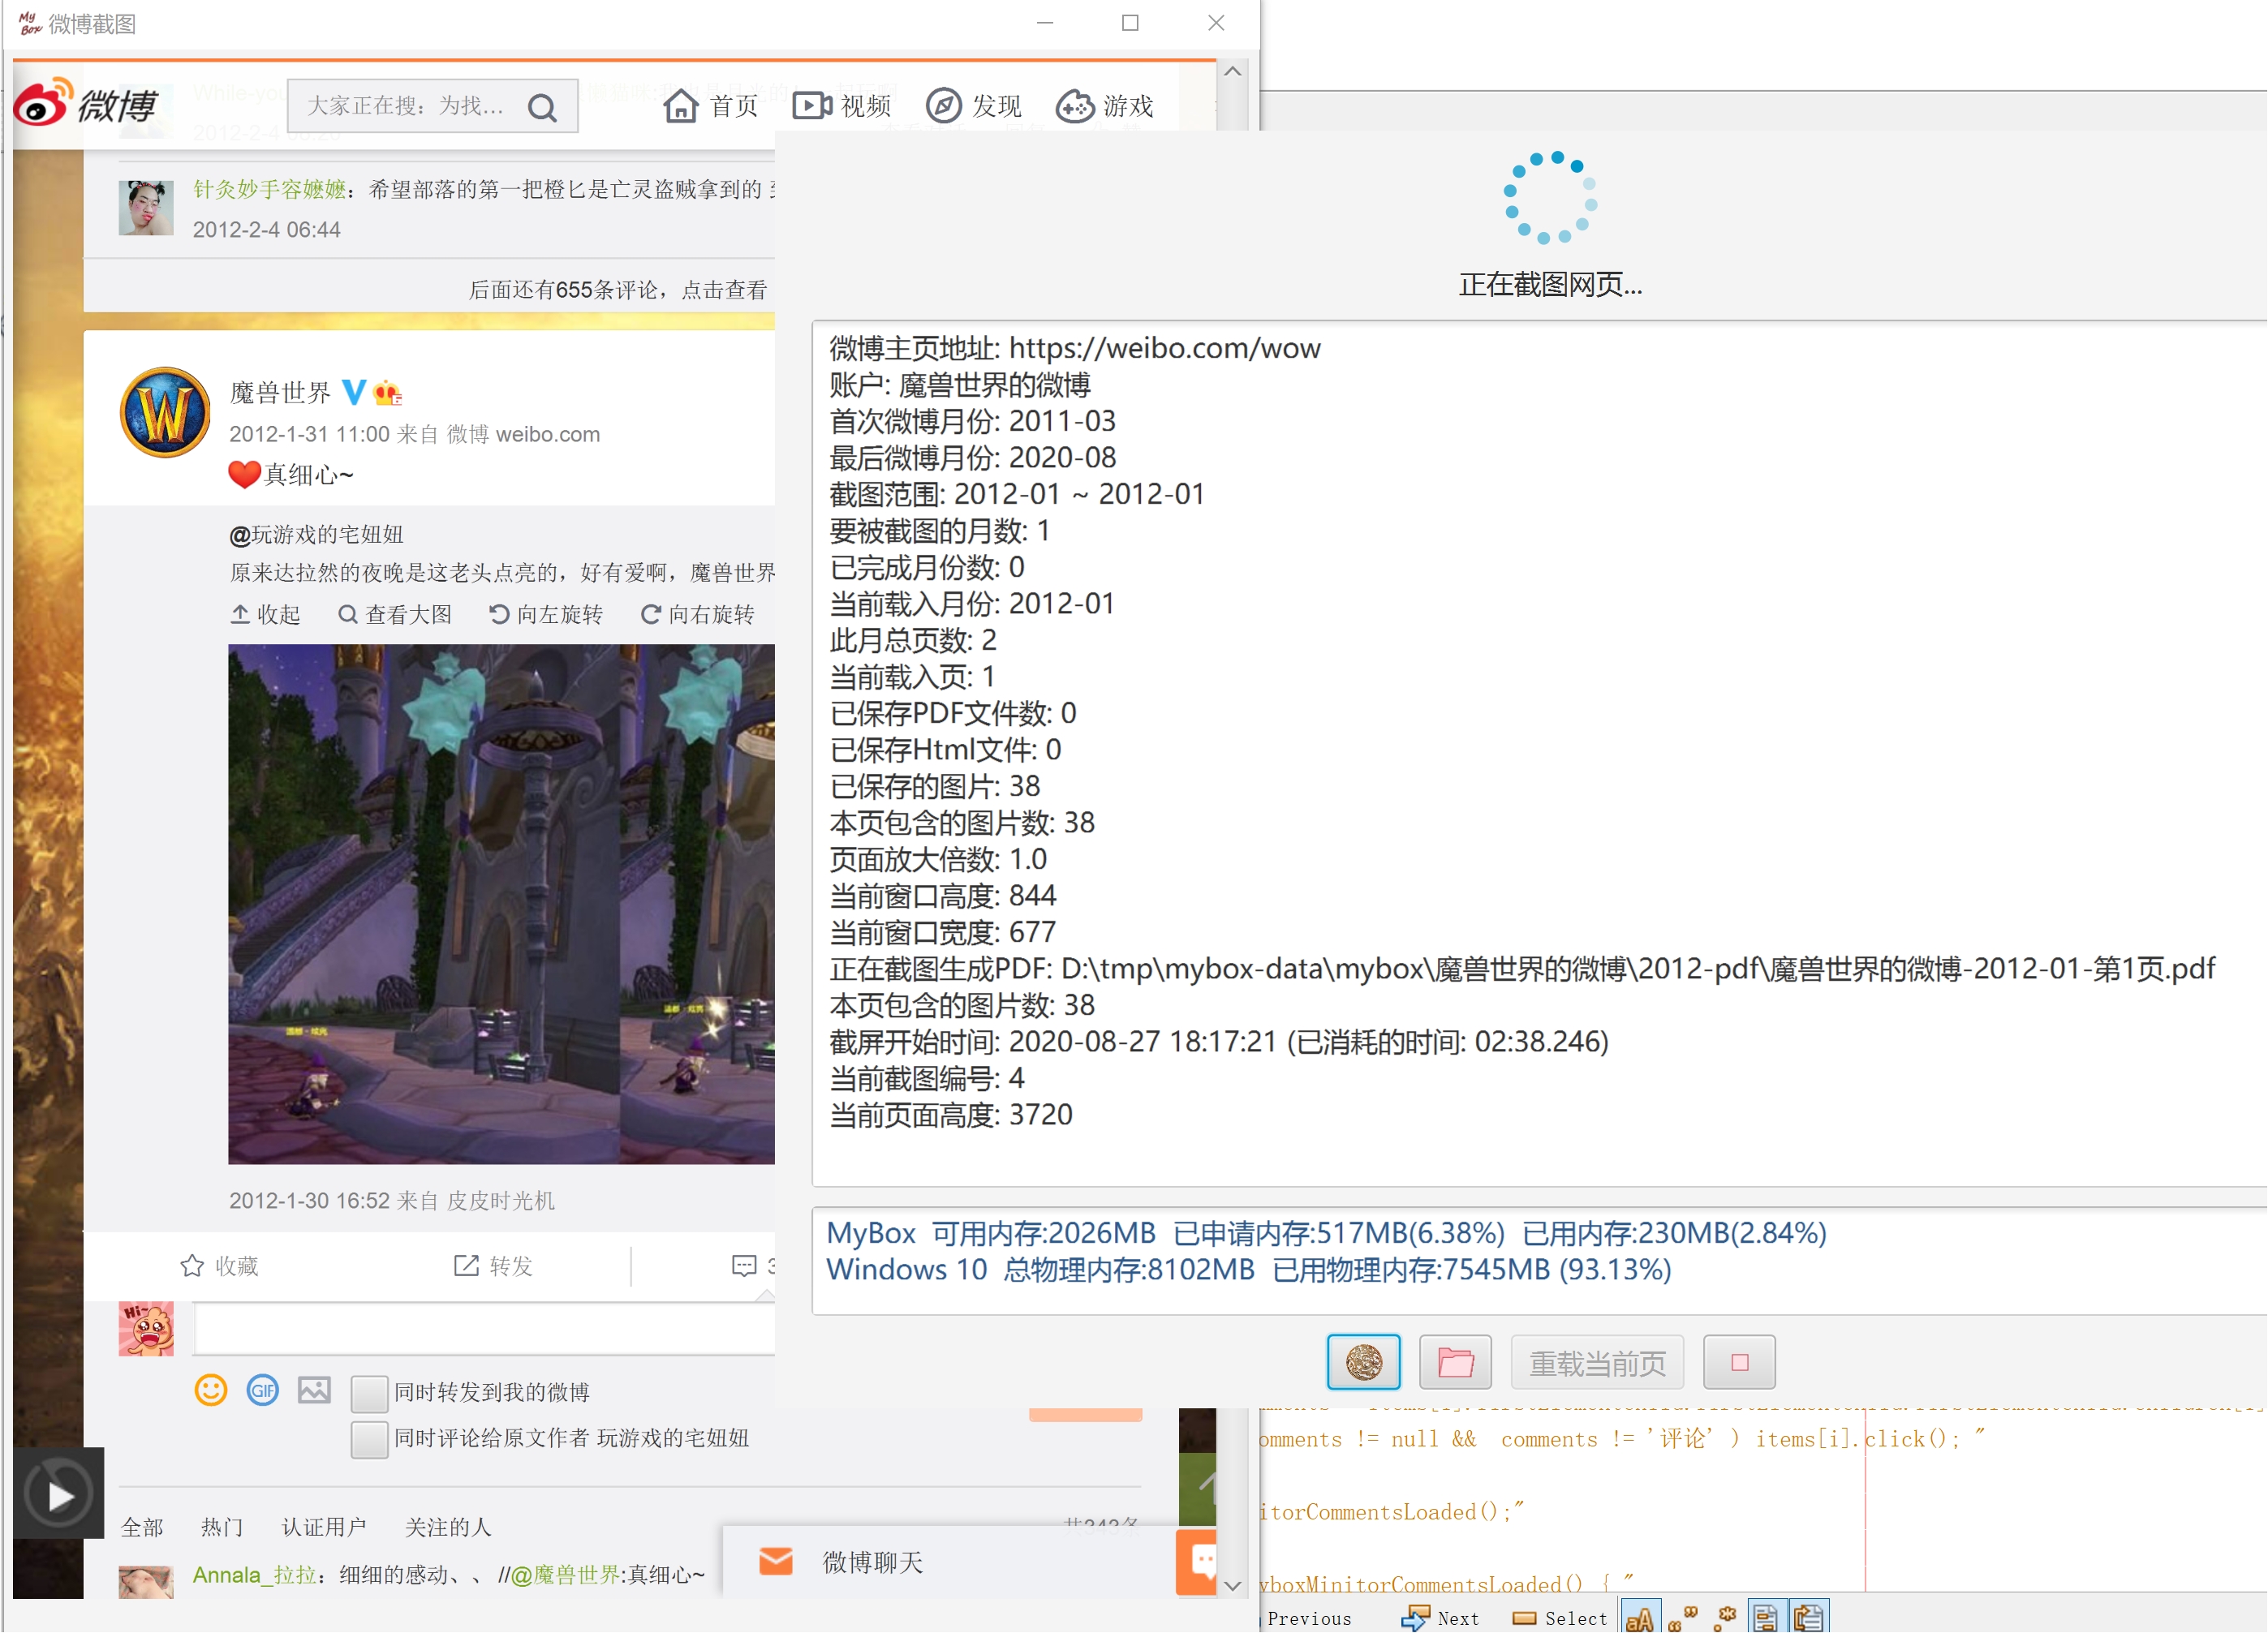 My Box 微博截图
微博
大家正在搜：为找...
首页
视频
发现
游戏
针灸妙手容嬷嬷：希望部落的第一把橙匕是亡灵盗贼拿到的
2012-2-4 06:44
后面还有655条评论，点击查看
魔兽世界
2012-1-31 11:00 来自 微博 weibo.com
❤真细心~
@玩游戏的宅妞妞
原来达拉然的夜晚是这老头点亮的，好有爱啊，魔兽世界
收起 查看大图 向左旋转 向右旋转
2012-1-30 16:52 来自 皮皮时光机
收藏 转发 3
Hi~
GIF
同时转发到我的微博
同时评论给原文作者 玩游戏的宅妞妞
全部 热门 认证用户 关注的人 共343条
Annala_拉拉：细细的感动、、//@魔兽世界:真细心~
微博聊天
正在截图网页...
微博主页地址: https://weibo.com/wow
账户: 魔兽世界的微博
首次微博月份: 2011-03
最后微博月份: 2020-08
截图范围: 2012-01 ~ 2012-01
要被截图的月数: 1
已完成月份数: 0
当前载入月份: 2012-01
此月总页数: 2
当前载入页: 1
已保存PDF文件数: 0
已保存Html文件: 0
已保存的图片: 38
本页包含的图片数: 38
页面放大倍数: 1.0
当前窗口高度: 844
当前窗口宽度: 677
正在截图生成PDF: D:\tmp\mybox-data\mybox\魔兽世界的微博\2012-pdf\魔兽世界的微博-2012-01-第1页.pdf
本页包含的图片数: 38
截屏开始时间: 2020-08-27 18:17:21 (已消耗的时间: 02:38.246)
当前截图编号: 4
当前页面高度: 3720
MyBox 可用内存:2026MB 已申请内存:517MB(6.38%) 已用内存:230MB(2.84%)
Windows 10 总物理内存:8102MB 已用物理内存:7545MB (93.13%)
重载当前页
omments != null && comments != '评论' ) items[i].click(); "
itorCommentsLoaded();"
yboxMinitorCommentsLoaded() { "
Previous Next Select